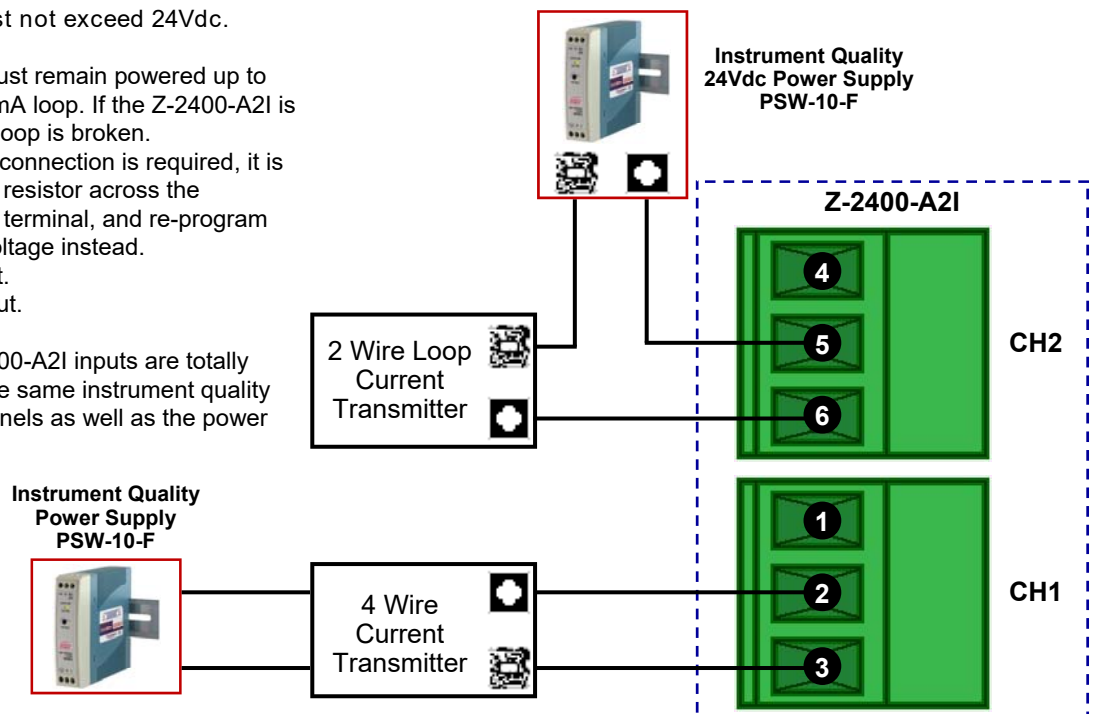 st not exceed 24Vdc.
ust remain powered up to
mA loop. If the Z-2400-A2I is
oop is broken.
connection is required, it is
resistor across the
terminal, and re-program
oltage instead.
t.
ut.
00-A2I inputs are totally
e same instrument quality
nels as well as the power
Instrument Quality
24Vdc Power Supply
PSW-10-F
Z-2400-A2I
4
5
6
CH2
2 Wire Loop
Current
Transmitter
Instrument Quality
Power Supply
PSW-10-F
4 Wire
Current
Transmitter
1
2
3
CH1